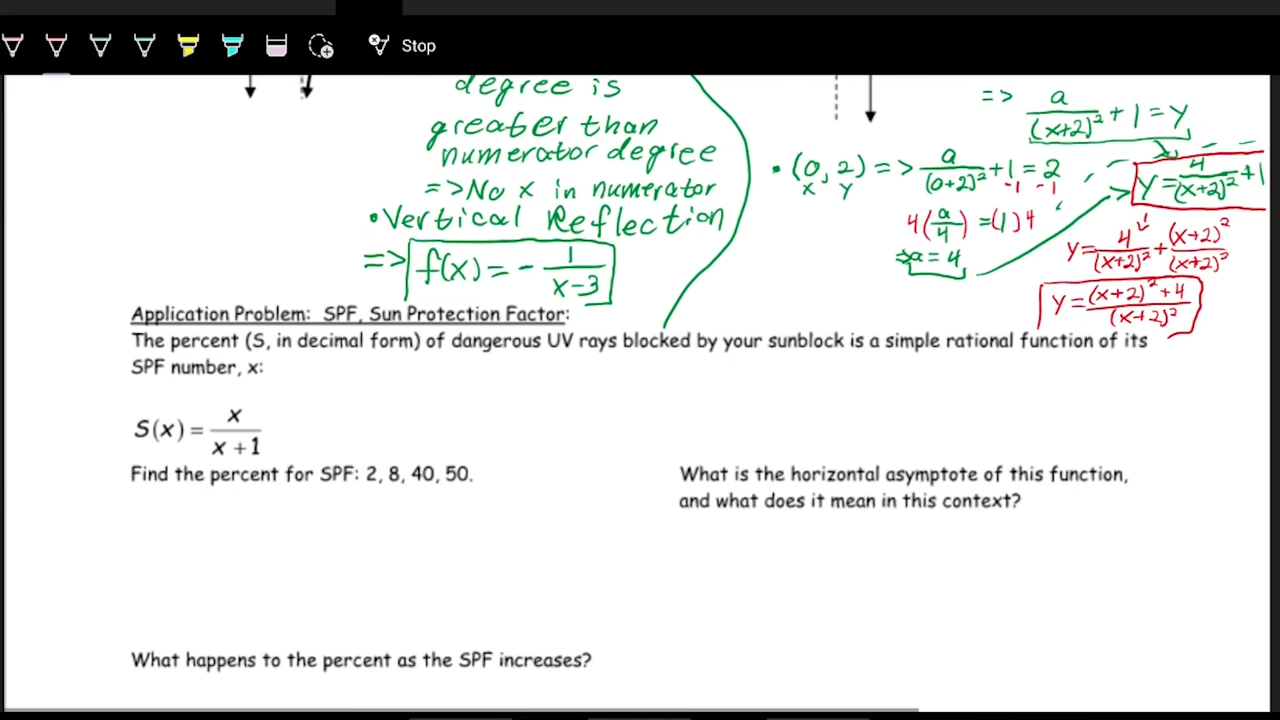 Stop
degree is
greater than
numerator degree
=> No x in numerator
• Vertical Reflection
=> f(x) = - 1/(x-3)
=> a/(x+2)² + 1 = y
• (0, 2) => a/(0+2)² + 1 = 2
x y -1 -1
4(a/4) = (1)4
=> a = 4
y = 4/(x+2)² + 1
y = 4/(x+2)² + (x+2)²/(x+2)²
y = ((x+2)² + 4)/(x+2)²
Application Problem: SPF, Sun Protection Factor:
The percent (S, in decimal form) of dangerous UV rays blocked by your sunblock is a simple rational function of its
SPF number, x:
S(x) = x/(x + 1)
Find the percent for SPF: 2, 8, 40, 50.
What is the horizontal asymptote of this function,
and what does it mean in this context?
What happens to the percent as the SPF increases?